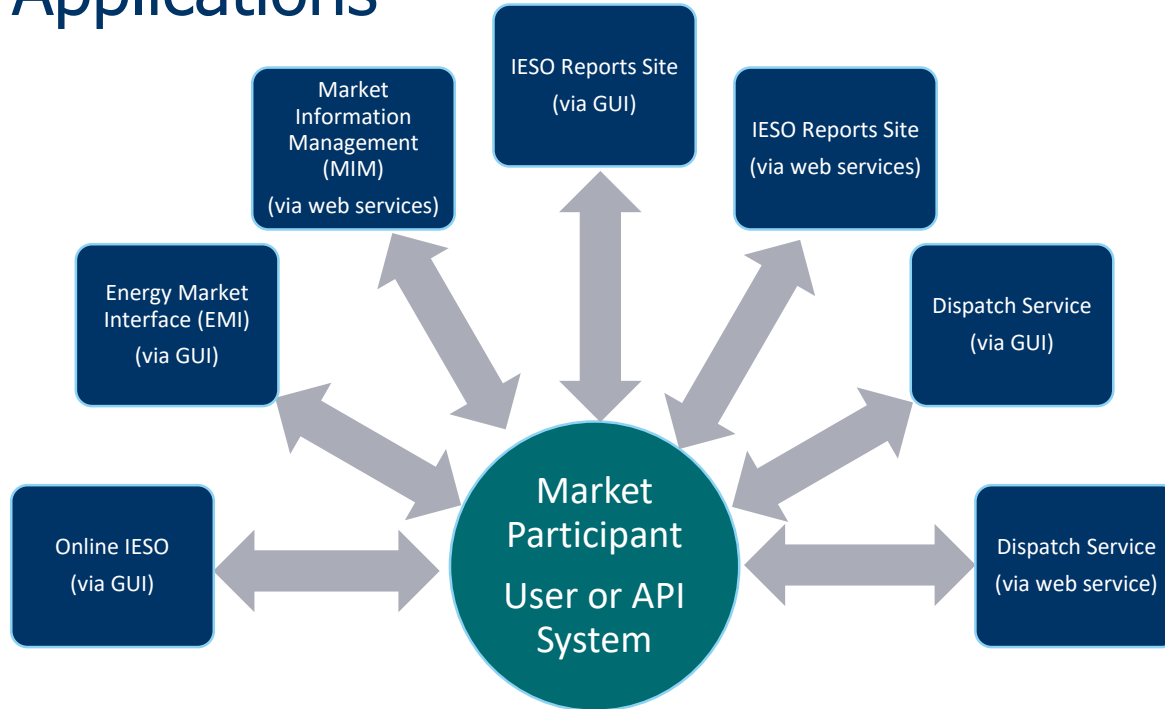 Applications
IESO Reports Site
(via GUI)
Market
Information
Management
(MIM)
(via web services)
IESO Reports Site
(via web services)
Energy Market
Interface (EMI)
(via GUI)
Dispatch Service
(via GUI)
Market
Participant
User or API
System
Online IESO
(via GUI)
Dispatch Service
(via web service)